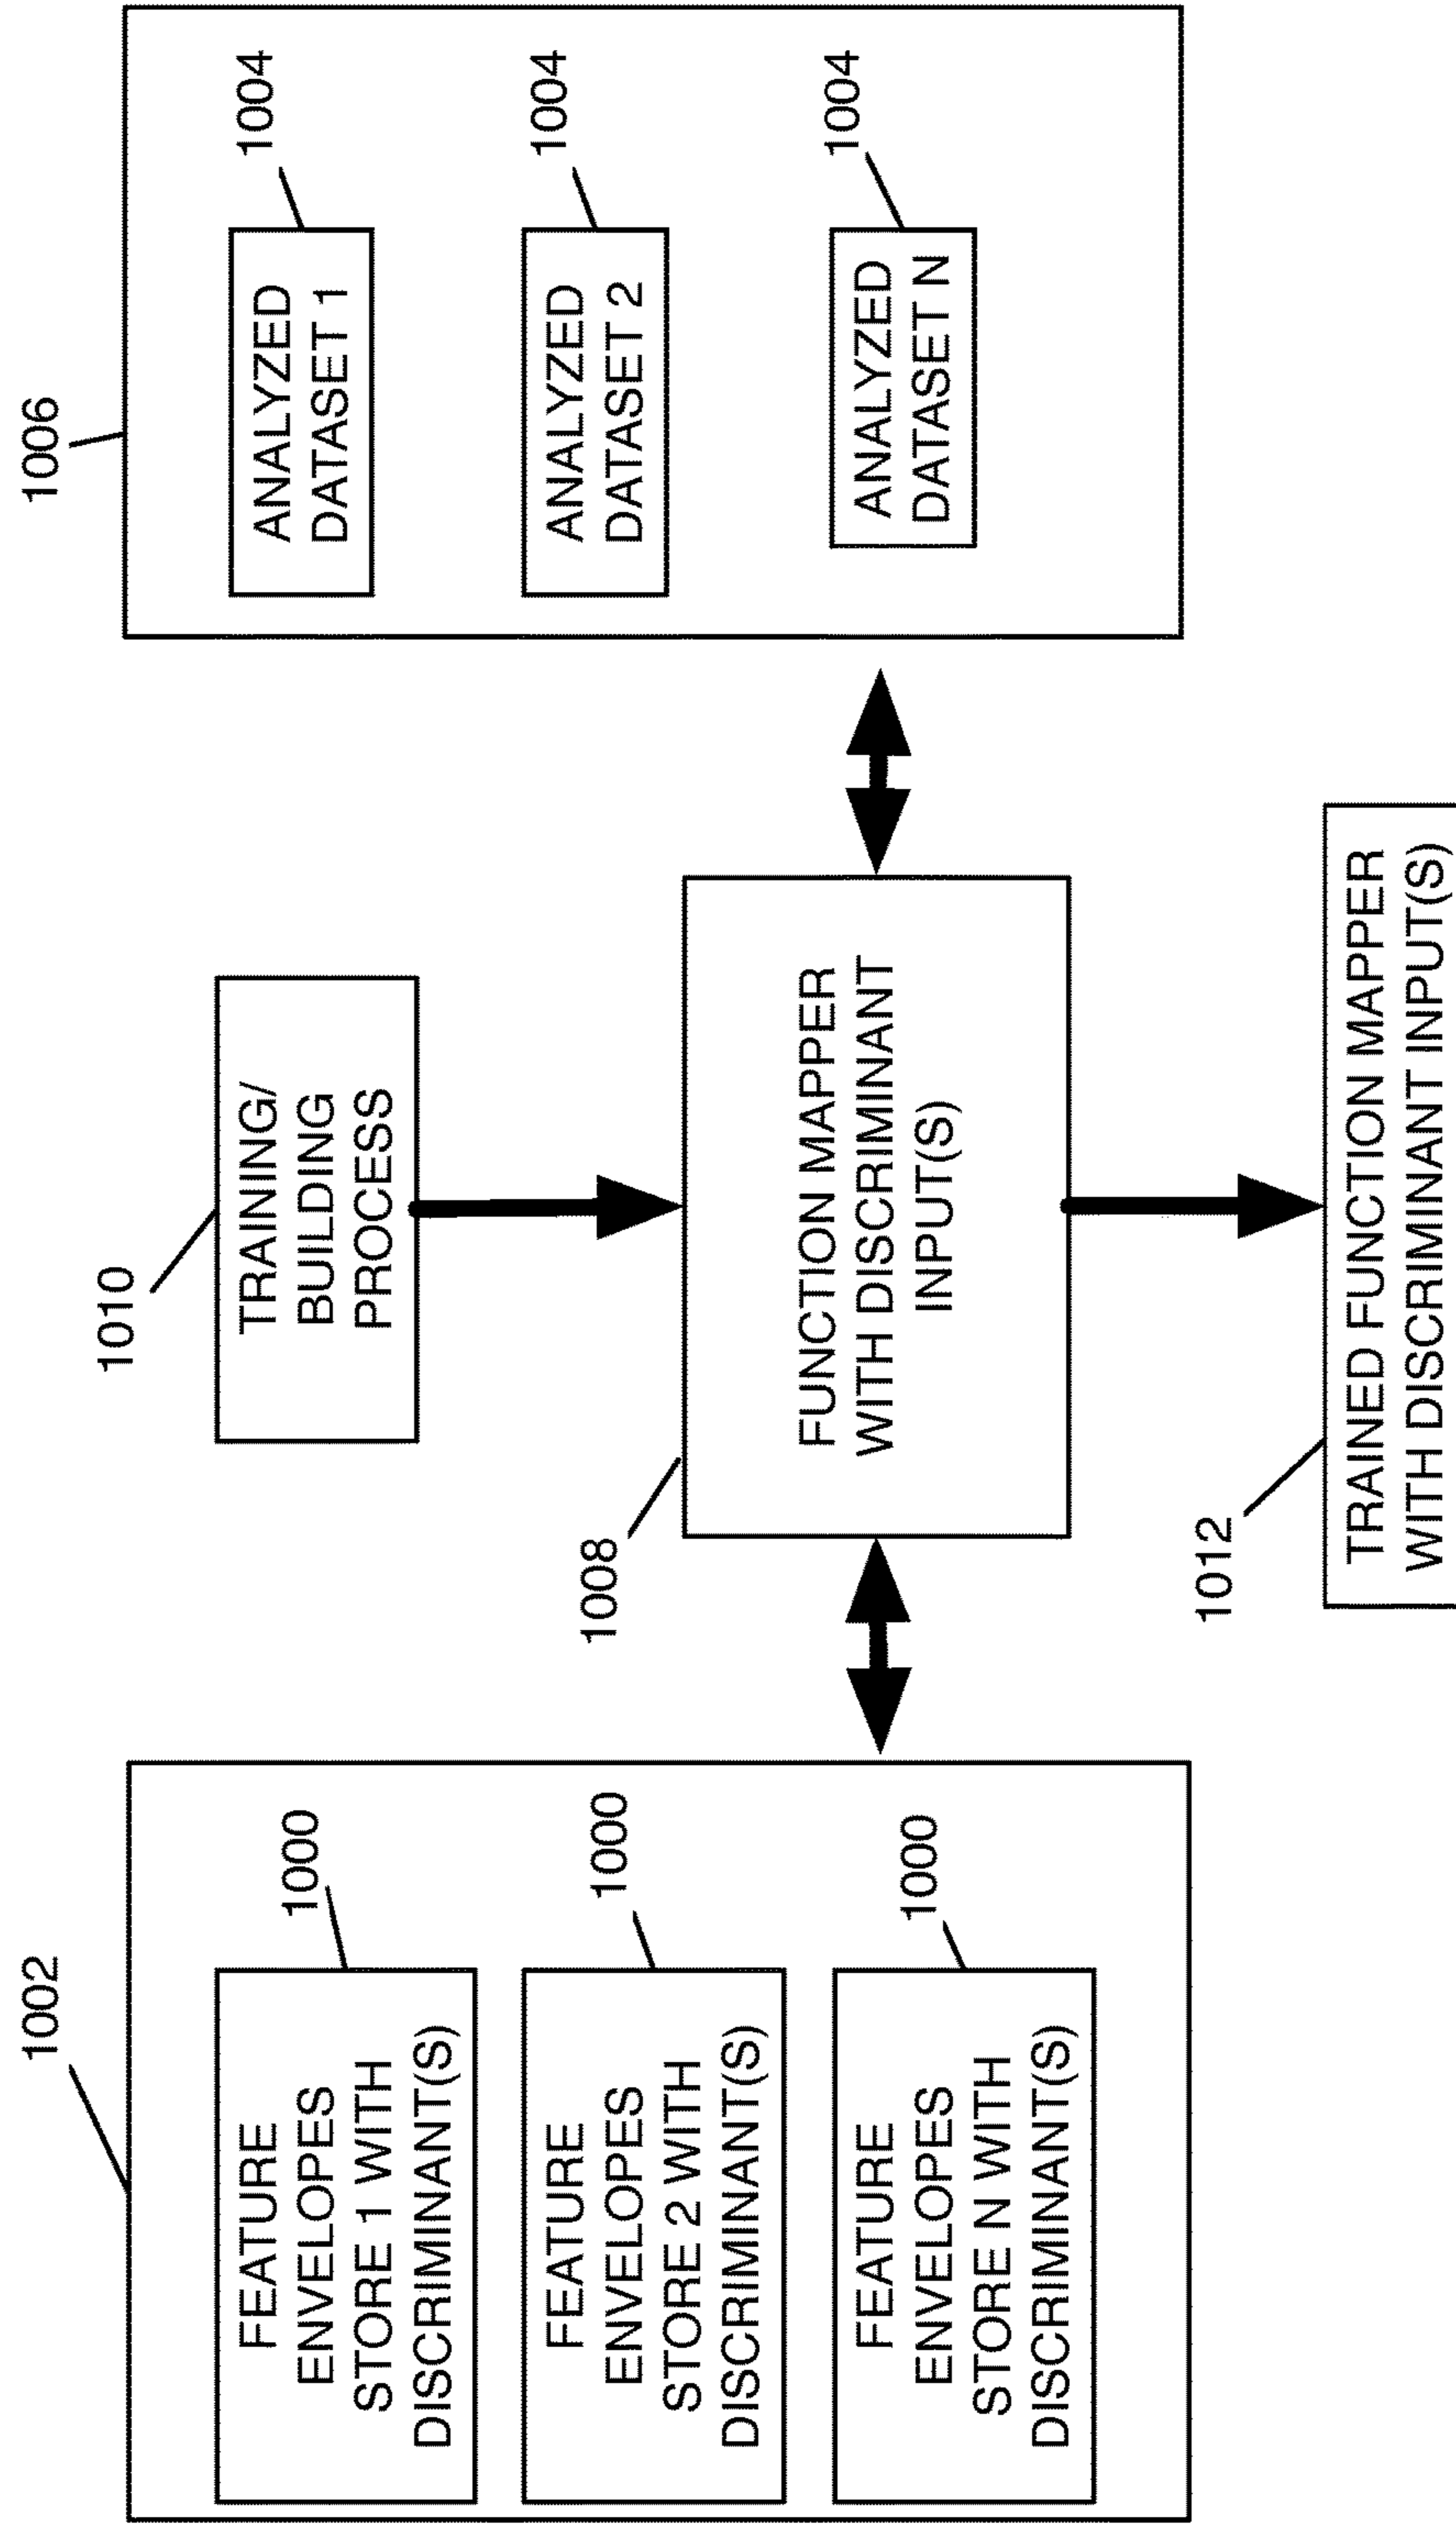 1002
FEATURE
ENVELOPES
STORE 1 WITH
DISCRIMINANT(S)
1000
FEATURE
ENVELOPES
STORE 2 WITH
DISCRIMINANT(S)
1000
FEATURE
ENVELOPES
STORE N WITH
DISCRIMINANT(S)
1000
1010
TRAINING/
BUILDING
PROCESS
1008
FUNCTION MAPPER
WITH DISCRIMINANT
INPUT(S)
1012
TRAINED FUNCTION MAPPER
WITH DISCRIMINANT INPUT(S)
1006
ANALYZED
DATASET 1
1004
ANALYZED
DATASET 2
1004
ANALYZED
DATASET N
1004